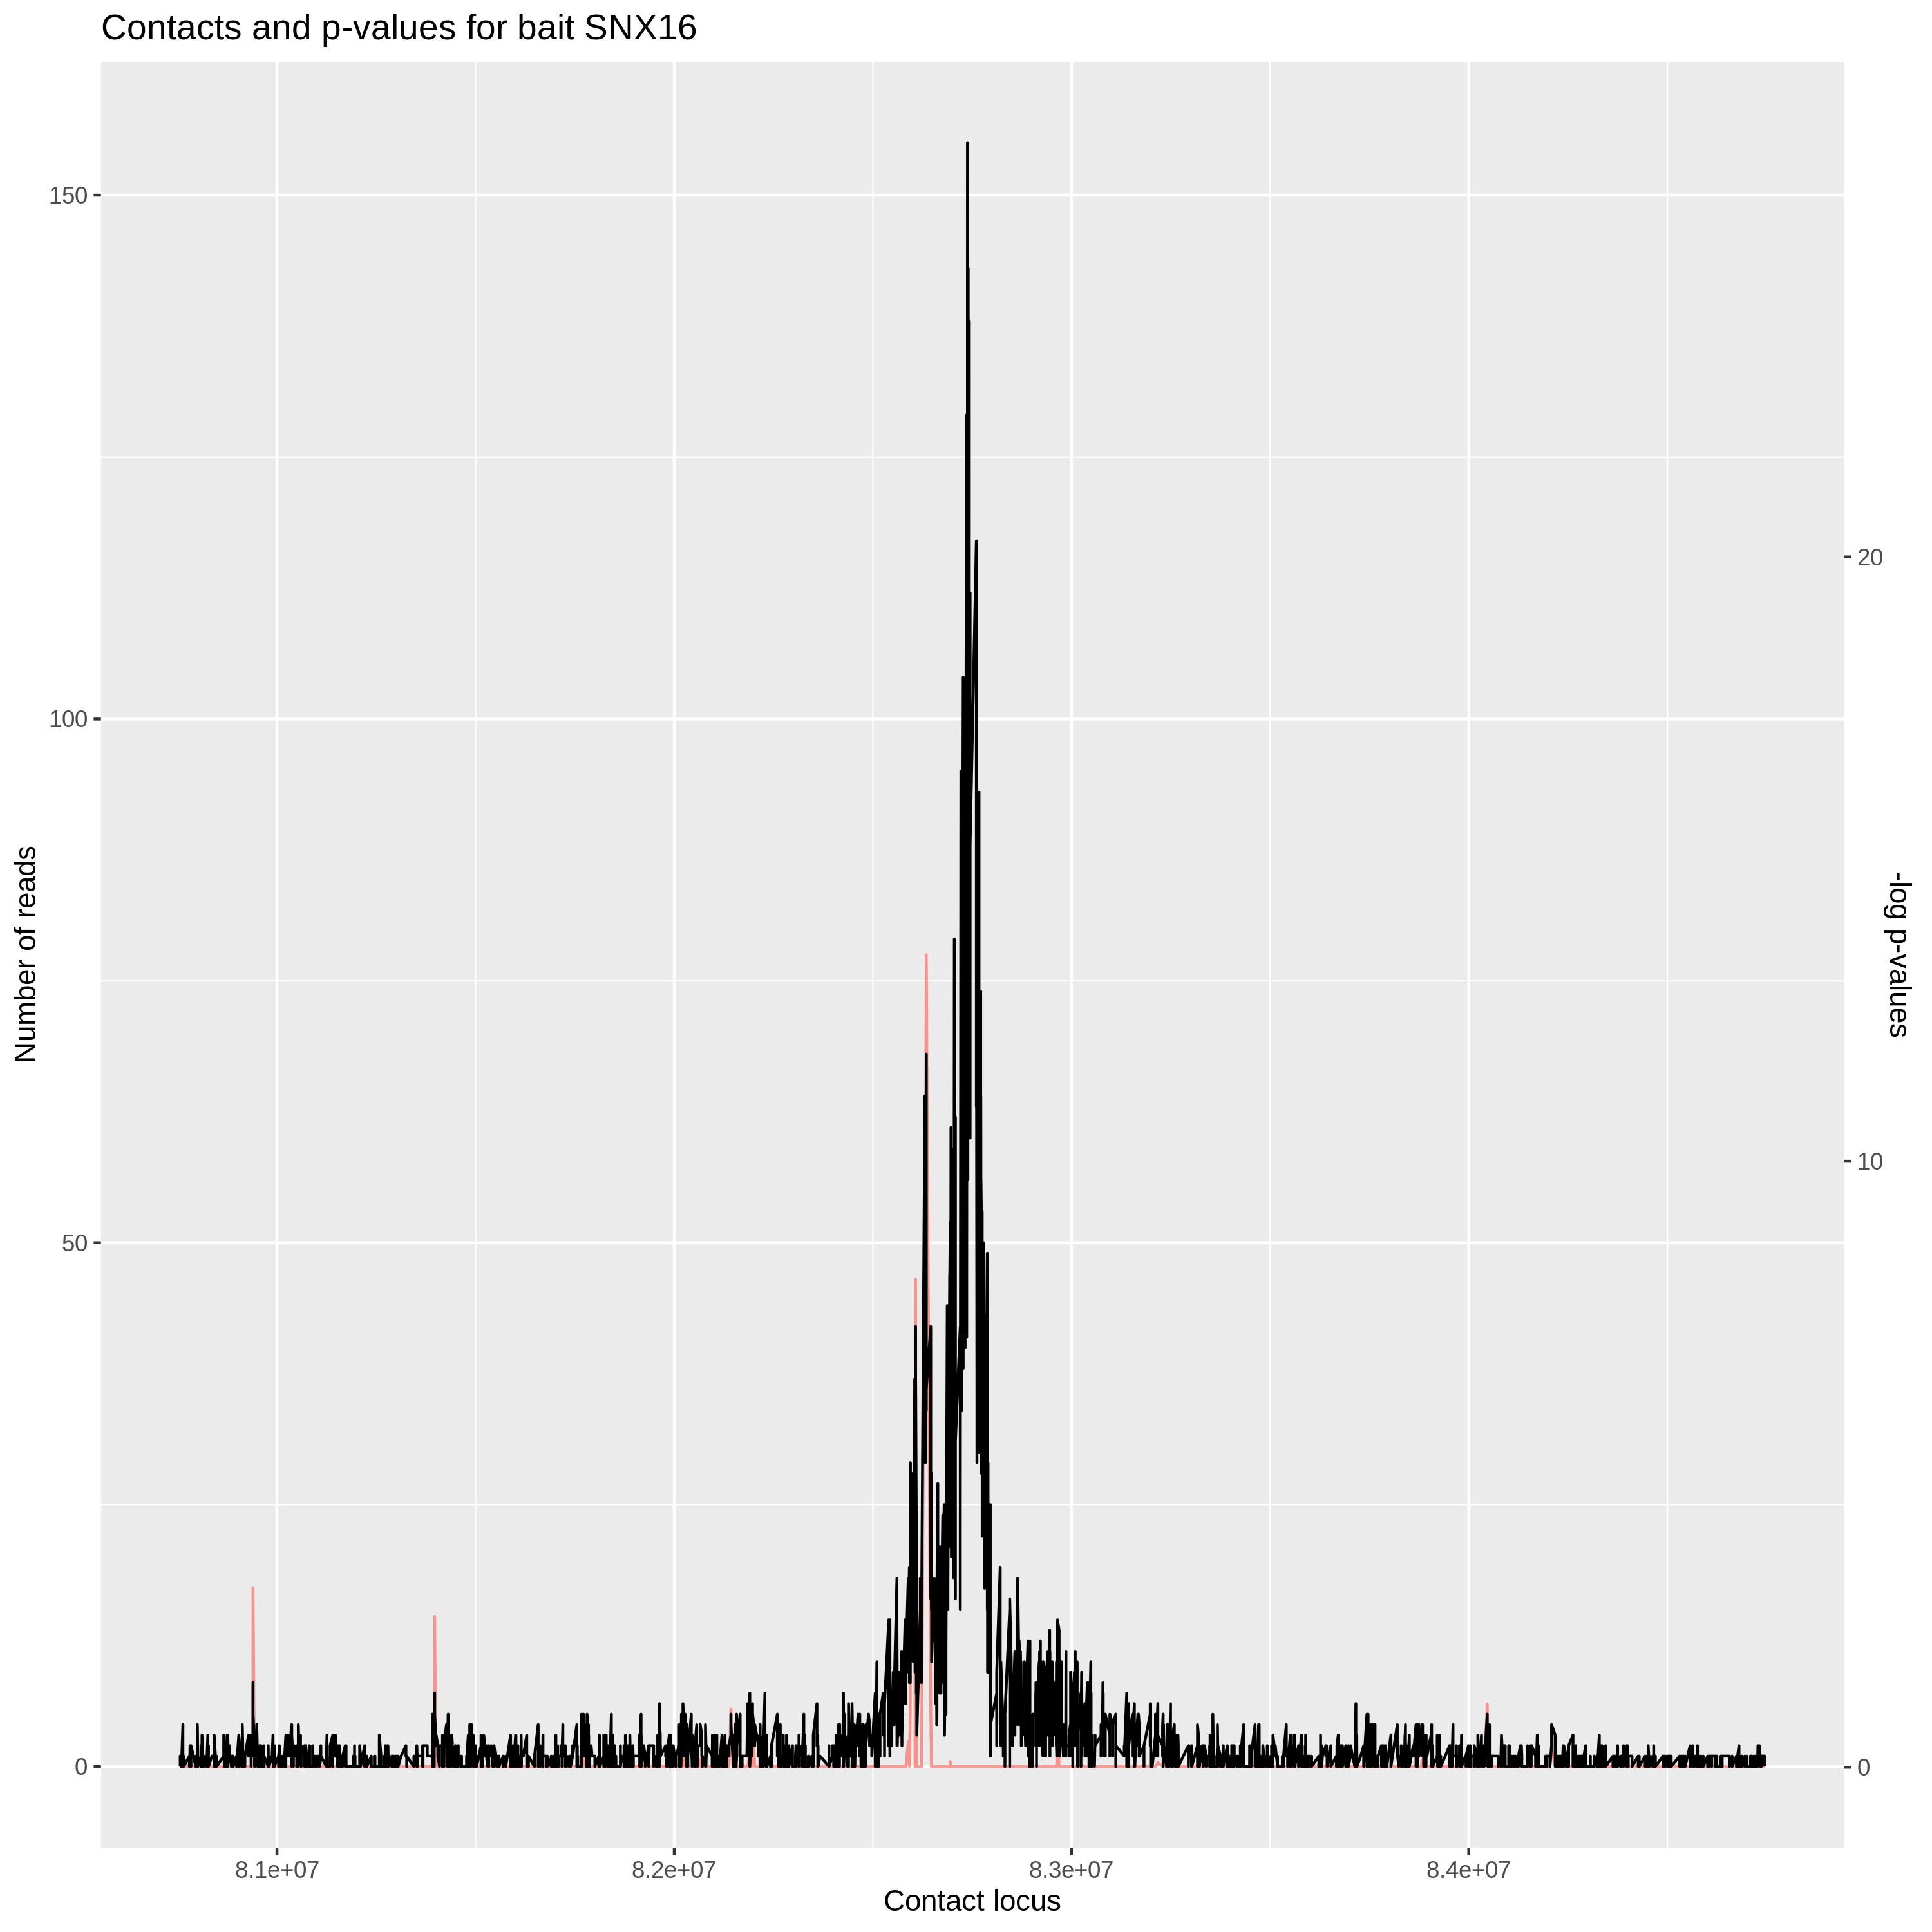 Contacts and p-values for bait SNX16
150
100
50
0
20
10
0
Number of reads
-log p-values
8.1e+07
8.2e+07
8.3e+07
8.4e+07
Contact locus